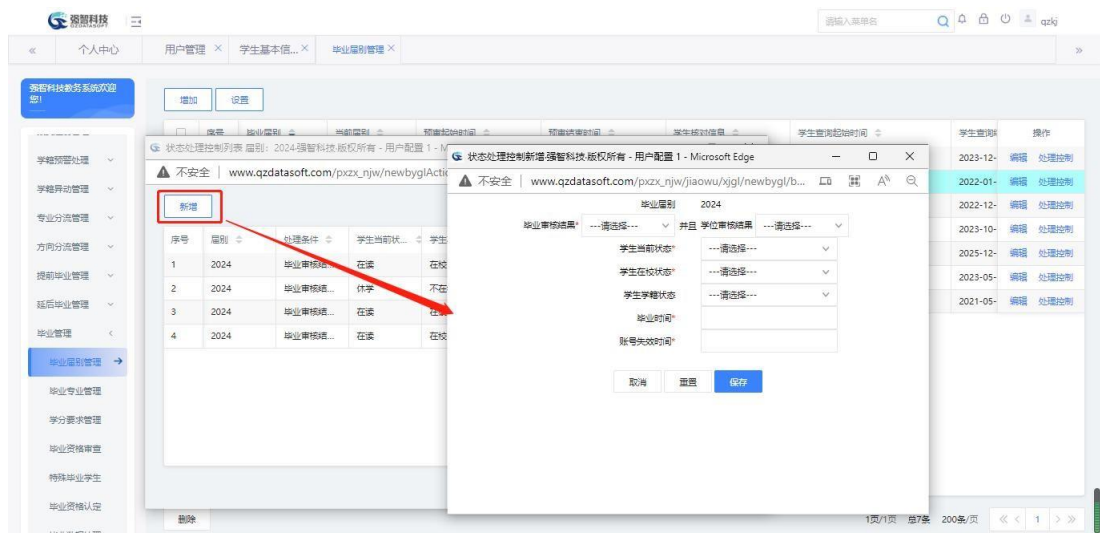 强智科技
QZDATASOFT
请输入菜单名
qzkj
个人中心
用户管理 ×
学生基本信... ×
毕业届别管理 ×
强智科技教务系统欢迎您!
增加
设置
序号
毕业届别
当前届别
预审起始时间
预审结束时间
学生核对信息
学生查询起始时间
学生查询
操作
2023-12- 编辑 处理控制
2022-01- 编辑 处理控制
2022-12- 编辑 处理控制
2023-10- 编辑 处理控制
2025-12- 编辑 处理控制
2023-05- 编辑 处理控制
2021-05- 编辑 处理控制
学籍预警处理
学籍异动管理
专业分流管理
方向分流管理
提前毕业管理
延后毕业管理
毕业管理
毕业届别管理
毕业专业管理
学分要求管理
毕业资格审查
特殊毕业学生
毕业资格认定
状态处理控制列表 届别：2024-强智科技.版权所有 - 用户配置 1 - M
不安全 | www.qzdatasoft.com/pxzx_njw/newbyglActic
新增
序号 届别 处理条件 学生当前状... 学生
1 2024 毕业审核结... 在读 在校
2 2024 毕业审核结... 休学 不在
3 2024 毕业审核结... 在读
4 2024 毕业审核结... 在读 在校
状态处理控制新增-强智科技.版权所有 - 用户配置 1 - Microsoft Edge
不安全 | www.qzdatasoft.com/pxzx_njw/jiaowu/xjgl/newbygl/b...
毕业届别 2024
毕业审核结果* ---请选择--- 并且 学位审核结果 ---请选择---
学生当前状态* ---请选择---
学生在校状态* ---请选择---
学生学籍状态 ---请选择---
毕业时间*
账号失效时间*
取消 重置 保存
删除
1页/1页 总7条 200条/页 1